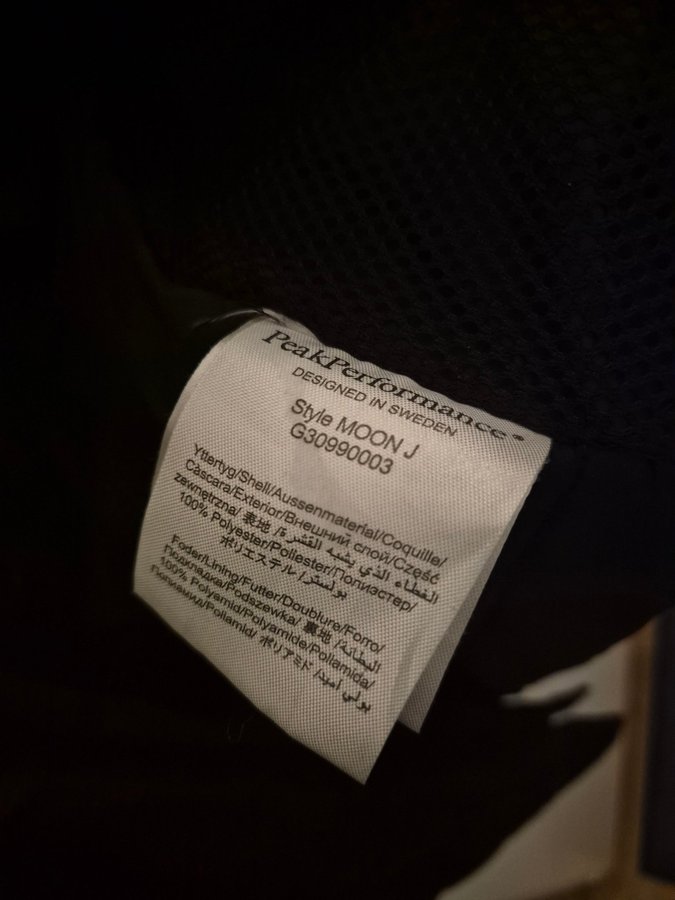 PeakPerformance®
DESIGNED IN SWEDEN
Style MOON J
G30990003
Yttertyg/Shell/Aussenmaterial/Coquille/
Cáscara/Exterior/Внешний слой/Część
zewnętrzna/ 表地 /الغطاء الذي يشبه القشرة
100% Polyester/Poliester/Полиэстер/
ポリエステル /بولستر
Foder/Lining/Futter/Doublure/Forro/
Подкладка/Podszewka/ 裏地 /البطانة
100% Polyamid/Polyamide/Poliamida/
Полиамид/Poliamid/ ポリアミド /بولي أميد